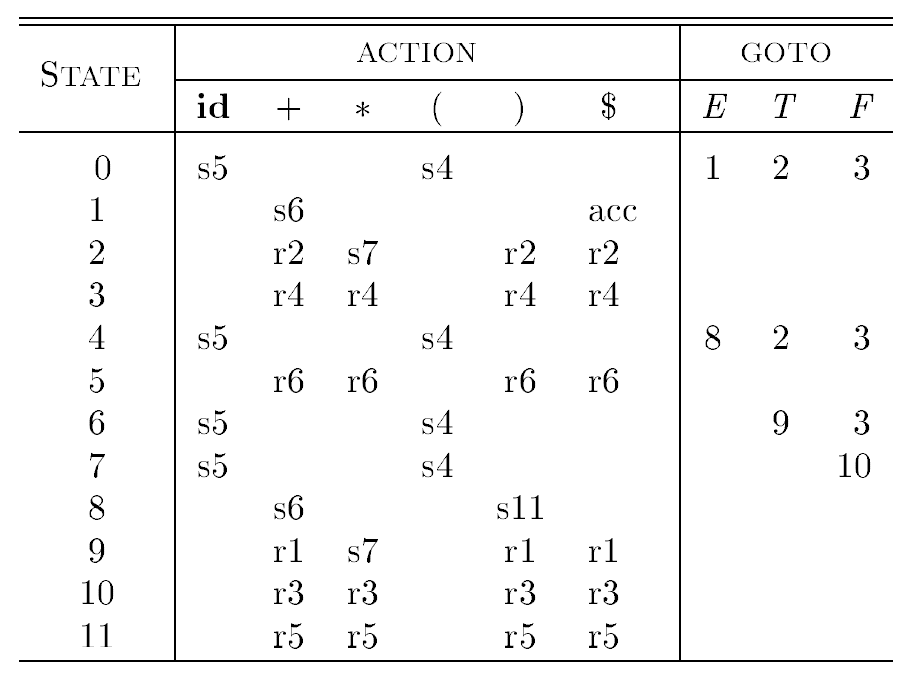 STATE ACTION GOTO
id + * ( ) $ E T F
0 s5 s4 1 2 3
1 s6 acc
2 r2 s7 r2 r2
3 r4 r4 r4 r4
4 s5 s4 8 2 3
5 r6 r6 r6 r6
6 s5 s4 9 3
7 s5 s4 10
8 s6 s11
9 r1 s7 r1 r1
10 r3 r3 r3 r3
11 r5 r5 r5 r5